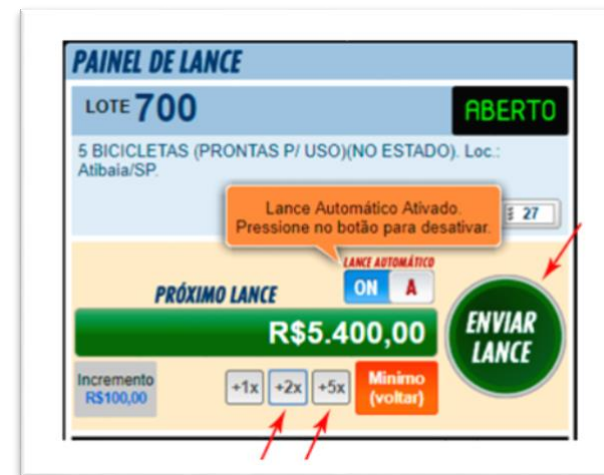 PAINEL DE LANCE
LOTE 700
ABERTO
5 BICICLETAS (PRONTAS P/ USO)(NO ESTADO). Loc.:
Atibaia/SP.
Lance Automático Ativado.
Pressione no botão para desativar.
27
LANCE AUTOMÁTICO
ON A
PRÓXIMO LANCE
R$5.400,00
ENVIAR
LANCE
Incremento
R$100,00
+1x +2x +5x
Minimo
(voltar)